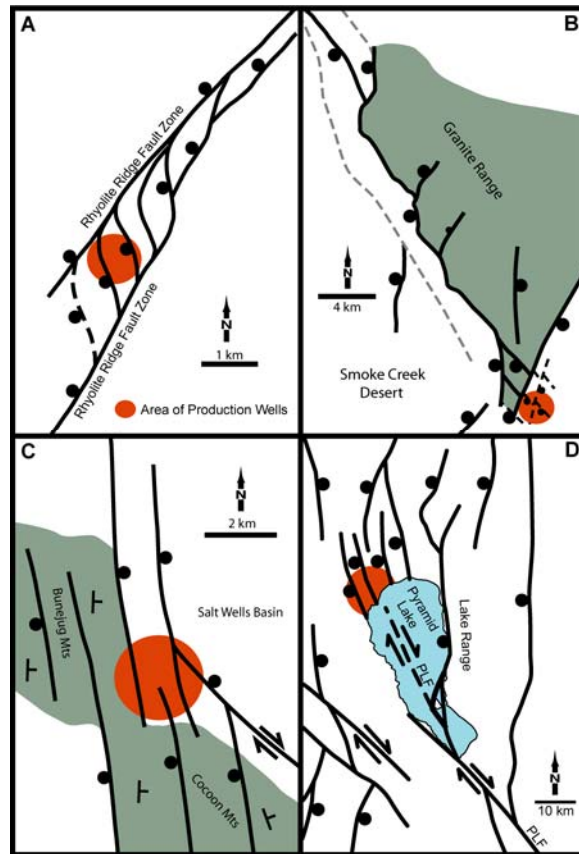 A
Rhyolite Ridge Fault Zone
N
1 km
Rhyolite Ridge Fault Zone
Area of Production Wells
B
Granite Range
N
4 km
Smoke Creek
Desert
C
N
2 km
Bunejug Mts
Salt Wells Basin
Cocoon Mts
D
Pyramid
Lake
PLF
Lake Range
N
10 km
PLF